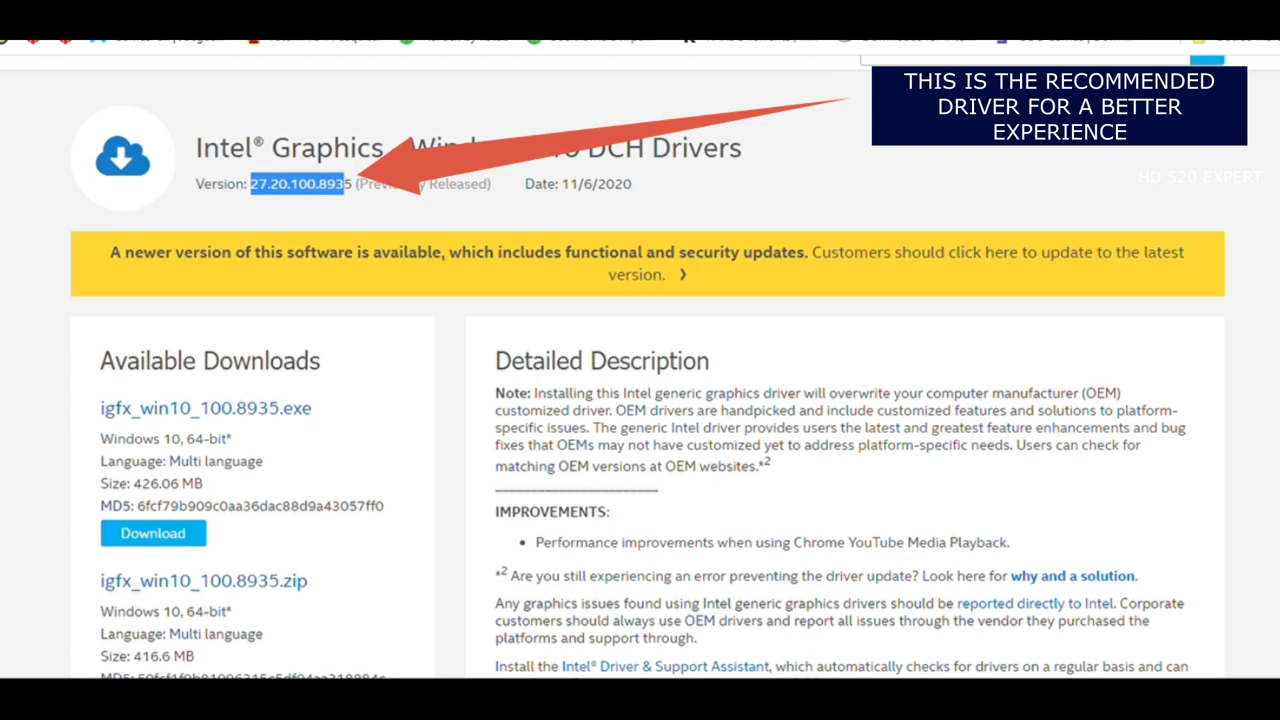 THIS IS THE RECOMMENDED
DRIVER FOR A BETTER
EXPERIENCE
Intel® Graphics DCH Drivers
Version: 27.20.100.8935 Released) Date: 11/6/2020
HD S20 EXPERT
A newer version of this software is available, which includes functional and security updates. Customers should click here to update to the latest
version. ❯
Available Downloads
igfx_win10_100.8935.exe
Windows 10, 64-bit*
Language: Multi language
Size: 426.06 MB
MD5: 6fcf79b909c0aa36dac88d9a43057ff0
Download
igfx_win10_100.8935.zip
Windows 10, 64-bit*
Language: Multi language
Size: 416.6 MB
Detailed Description
Note: Installing this Intel generic graphics driver will overwrite your computer manufacturer (OEM)
customized driver. OEM drivers are handpicked and include customized features and solutions to platform-
specific issues. The generic Intel driver provides users the latest and greatest feature enhancements and bug
fixes that OEMs may not have customized yet to address platform-specific needs. Users can check for
matching OEM versions at OEM websites.*2
IMPROVEMENTS:
• Performance improvements when using Chrome YouTube Media Playback.
*2 Are you still experiencing an error preventing the driver update? Look here for why and a solution.
Any graphics issues found using Intel generic graphics drivers should be reported directly to Intel. Corporate
customers should always use OEM drivers and report all issues through the vendor they purchased the
platforms and support through.
Install the Intel® Driver & Support Assistant, which automatically checks for drivers on a regular basis and can